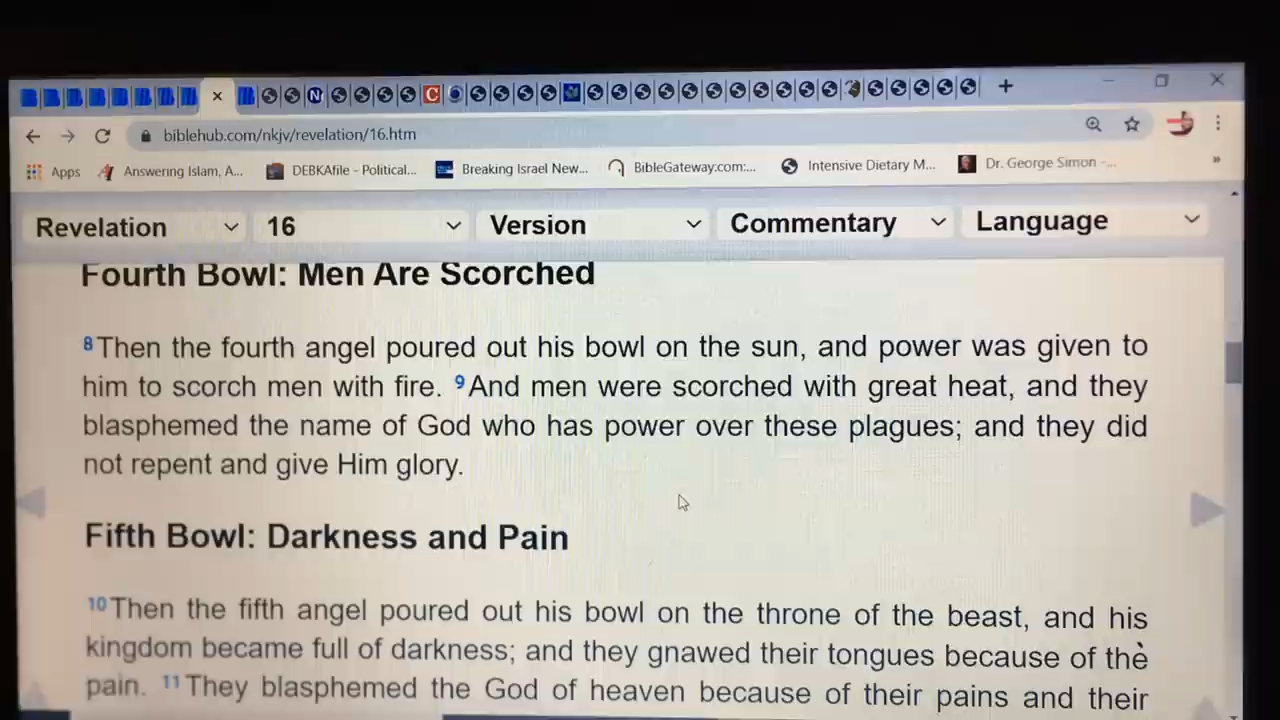 biblehub.com/nkjv/revelation/16.htm
Apps Answering Islam, A... DEBKAfile - Political... Breaking Israel New... BibleGateway.com:... Intensive Dietary M... Dr. George Simon -... »
Revelation 16 Version Commentary Language
Fourth Bowl: Men Are Scorched
8Then the fourth angel poured out his bowl on the sun, and power was given to
him to scorch men with fire. 9And men were scorched with great heat, and they
blasphemed the name of God who has power over these plagues; and they did
not repent and give Him glory.
Fifth Bowl: Darkness and Pain
10Then the fifth angel poured out his bowl on the throne of the beast, and his
kingdom became full of darkness; and they gnawed their tongues because of the
pain. 11They blasphemed the God of heaven because of their pains and their